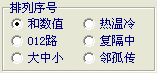 排列序号
和数值 热温冷
012路 复隔中
大中小 邻孤传